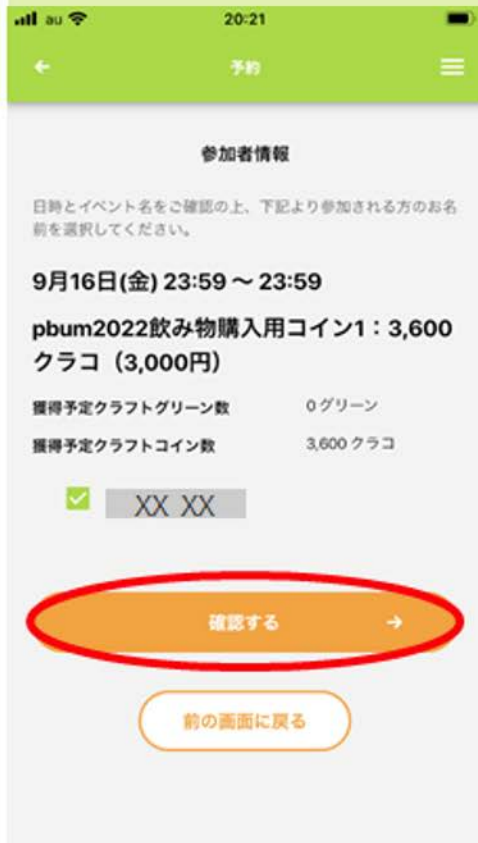 au 20:21
予約
参加者情報
日時とイベント名をご確認の上、下記より参加される方のお名
前を選択してください。
9月16日(金) 23:59 ～ 23:59
pbum2022飲み物購入用コイン1：3,600
クラコ（3,000円）
獲得予定クラフトグリーン数 0 グリーン
獲得予定クラフトコイン数 3,600 クラコ
XX XX
確認する
前の画面に戻る